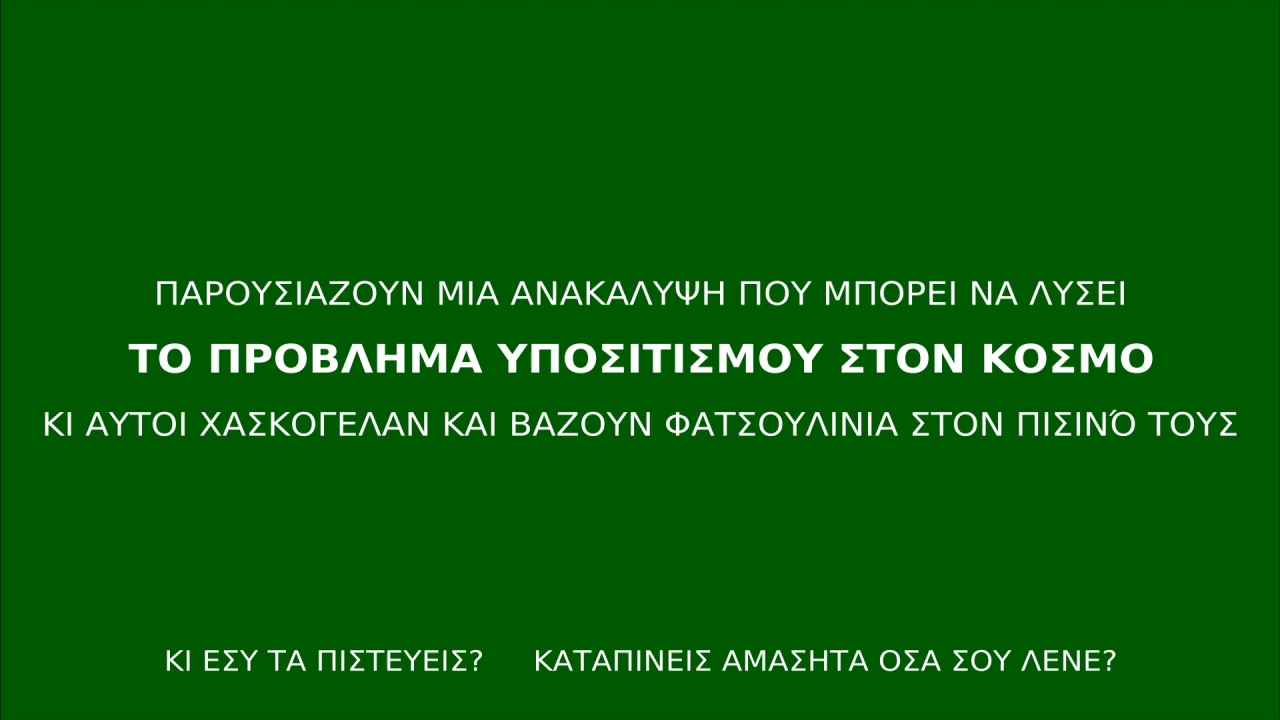 ΠΑΡΟΥΣΙΑΖΟΥΝ ΜΙΑ ΑΝΑΚΑΛΥΨΗ ΠΟΥ ΜΠΟΡΕΙ ΝΑ ΛΥΣΕΙ
ΤΟ ΠΡΟΒΛΗΜΑ ΥΠΟΣΙΤΙΣΜΟΥ ΣΤΟΝ ΚΟΣΜΟ
ΚΙ ΑΥΤΟΙ ΧΑΣΚΟΓΕΛΑΝ ΚΑΙ ΒΑΖΟΥΝ ΦΑΤΣΟΥΛΙΝΙΑ ΣΤΟΝ ΠΙΣΙΝΌ ΤΟΥΣ
ΚΙ ΕΣΥ ΤΑ ΠΙΣΤΕΥΕΙΣ? ΚΑΤΑΠΙΝΕΙΣ ΑΜΑΣΗΤΑ ΟΣΑ ΣΟΥ ΛΕΝΕ?